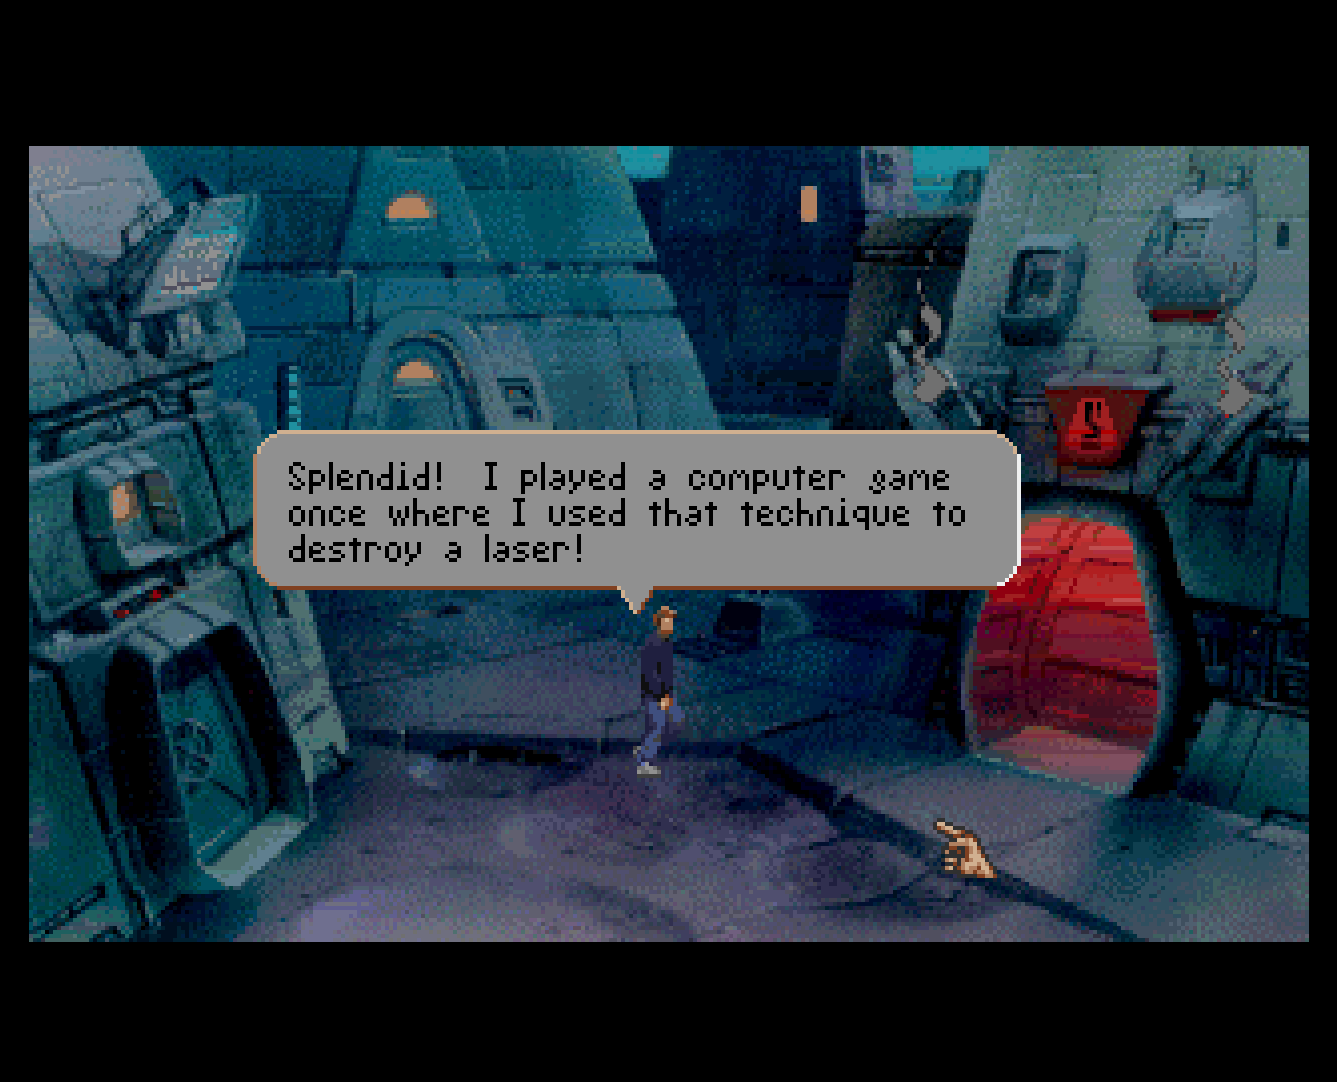 Splendid!  I played a computer game
once where I used that technique to
destroy a laser!